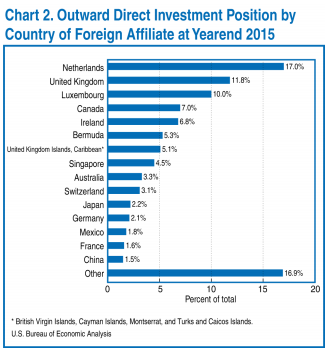 Chart 2. Outward Direct Investment Position by
Country of Foreign Affiliate at Yearend 2015
Netherlands 17.0%
United Kingdom 11.8%
Luxembourg 10.0%
Canada 7.0%
Ireland 6.8%
Bermuda 5.3%
United Kingdom Islands, Caribbean* 5.1%
Singapore 4.5%
Australia 3.3%
Switzerland 3.1%
Japan 2.2%
Germany 2.1%
Mexico 1.8%
France 1.6%
China 1.5%
Other 16.9%
0 5 10 15 20
Percent of total
* British Virgin Islands, Cayman Islands, Montserrat, and Turks and Caicos Islands.
U.S. Bureau of Economic Analysis